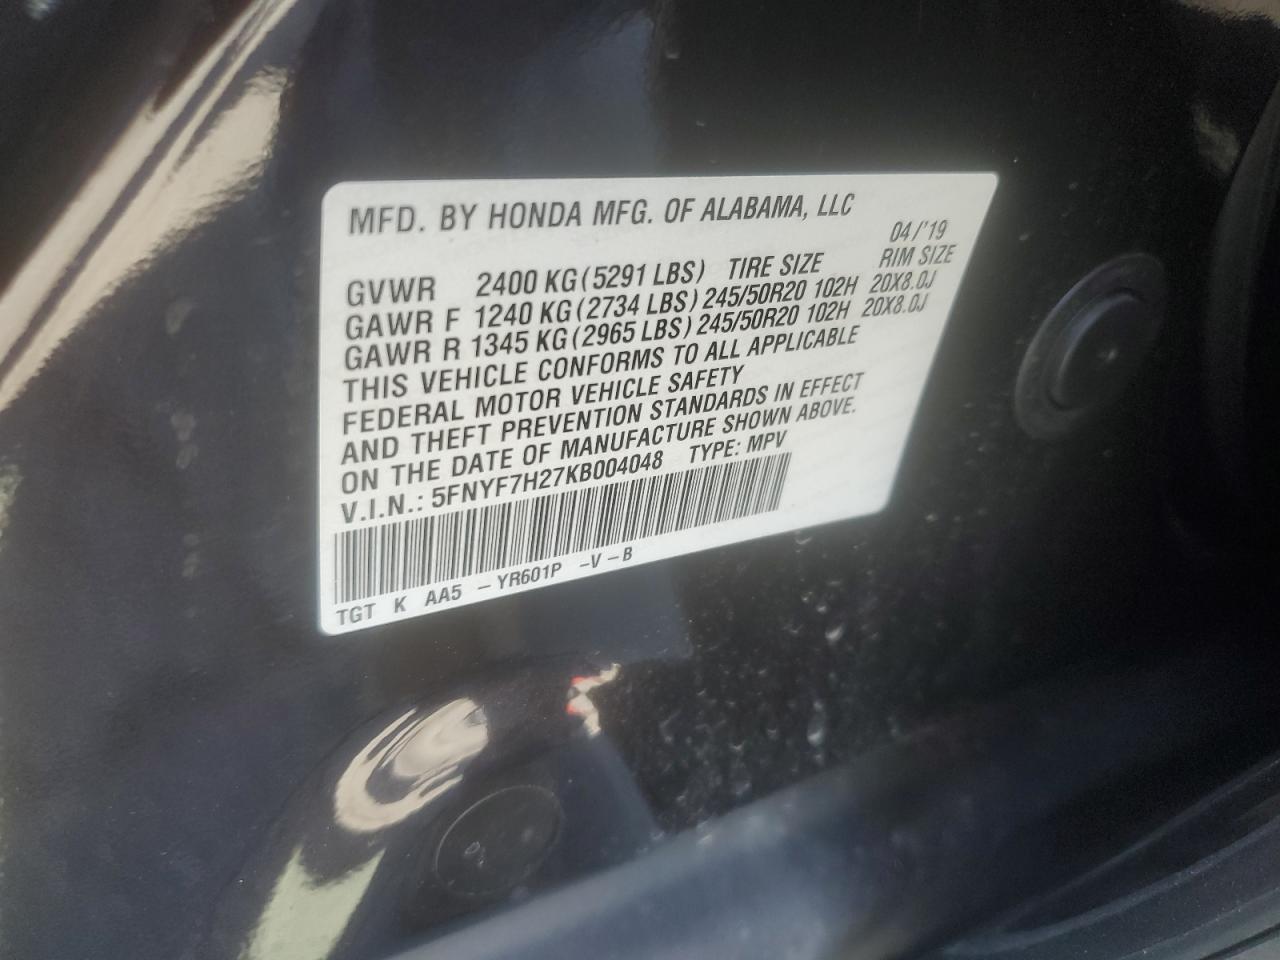 MFD. BY HONDA MFG. OF ALABAMA, LLC
04/'19
GVWR 2400 KG (5291 LBS) TIRE SIZE RIM SIZE
GAWR F 1240 KG (2734 LBS) 245/50R20 102H 20X8.0J
GAWR R 1345 KG (2965 LBS) 245/50R20 102H 20X8.0J
THIS VEHICLE CONFORMS TO ALL APPLICABLE
FEDERAL MOTOR VEHICLE SAFETY
AND THEFT PREVENTION STANDARDS IN EFFECT
ON THE DATE OF MANUFACTURE SHOWN ABOVE.
V.I.N.: 5FNYF7H27KB004048 TYPE: MPV
TGT K AA5 - YR601P - V - B